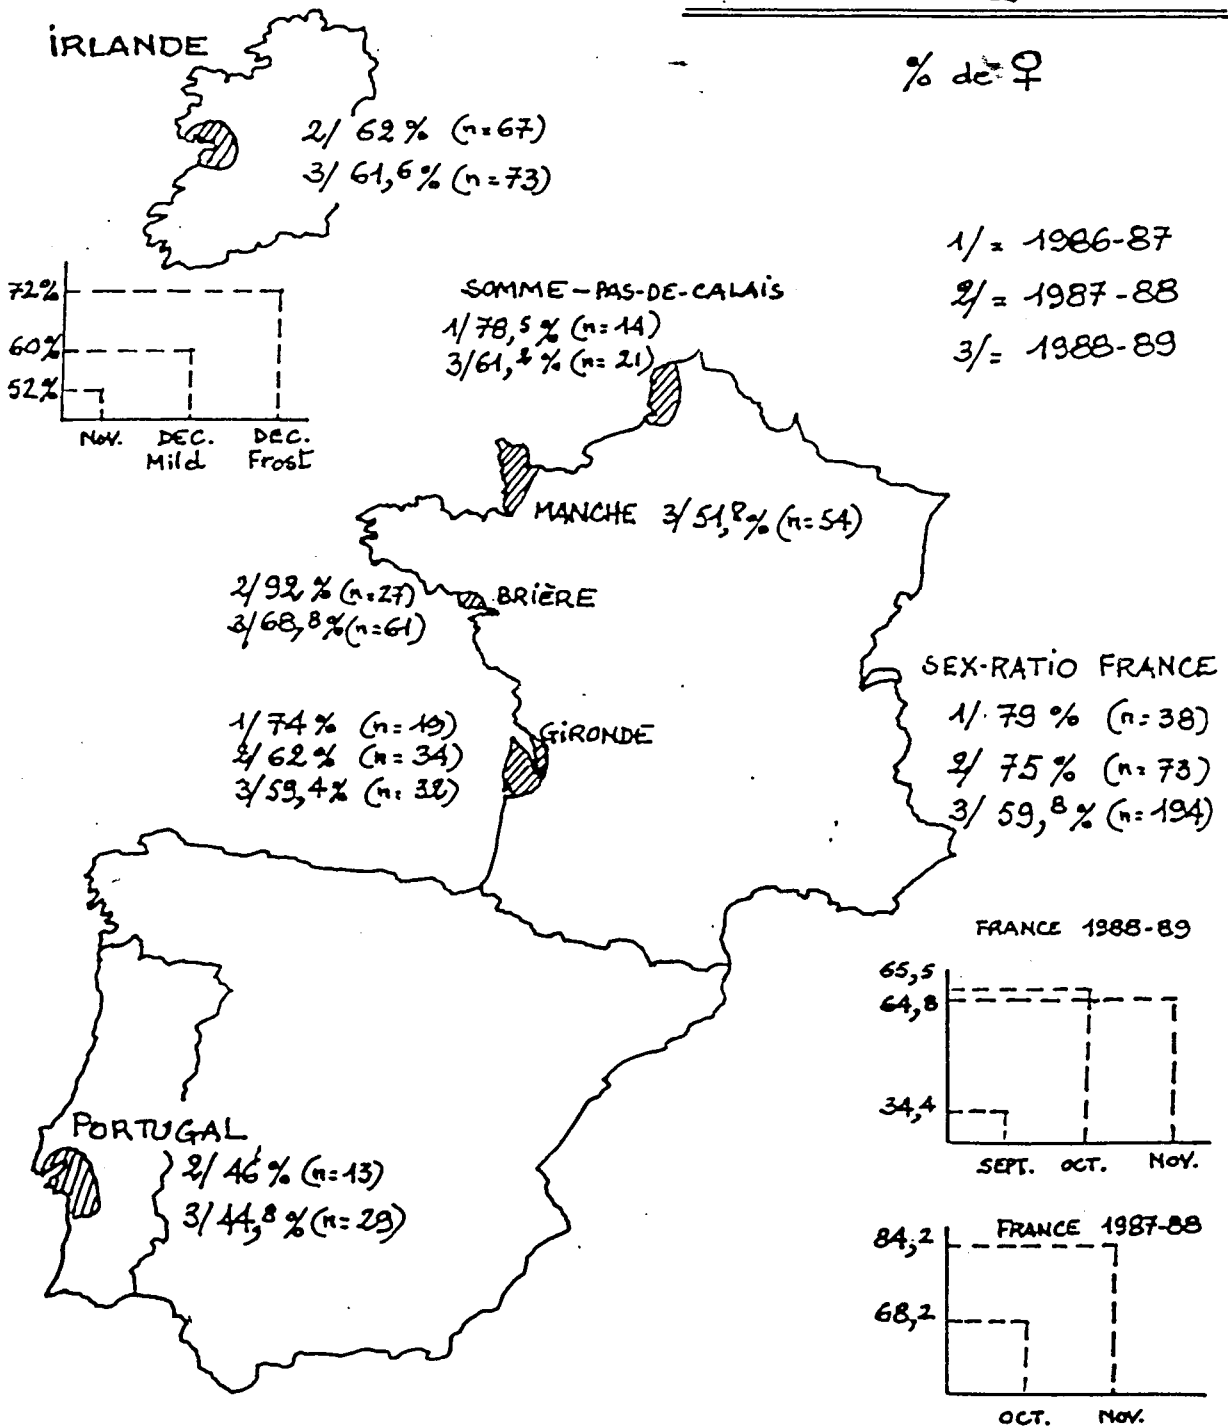 IRLANDE
% de ♀
2/ 62 % (n=67)
3/ 61,6 % (n=73)
1/ = 1986-87
2/ = 1987-88
3/ = 1988-89
72%
60%
52%
NOV. DEC. Mild DEC. Frost
SOMME-PAS-DE-CALAIS
1/ 78,5 % (n=14)
3/ 61,2 % (n=21)
MANCHE 3/ 51,8 % (n=54)
2/ 92 % (n=27)
3/ 68,8 % (n=61)
BRIÈRE
SEX-RATIO FRANCE
1/ 79 % (n=38)
2/ 75 % (n=73)
3/ 59,8 % (n=194)
1/ 74 % (n=19)
2/ 62 % (n=34)
3/ 59,4 % (n=32)
GIRONDE
FRANCE 1988-89
65,5
64,8
34,4
SEPT. OCT. NOV.
PORTUGAL
2/ 46 % (n=13)
3/ 44,8 % (n=29)
FRANCE 1987-88
84,2
68,2
OCT. NOV.